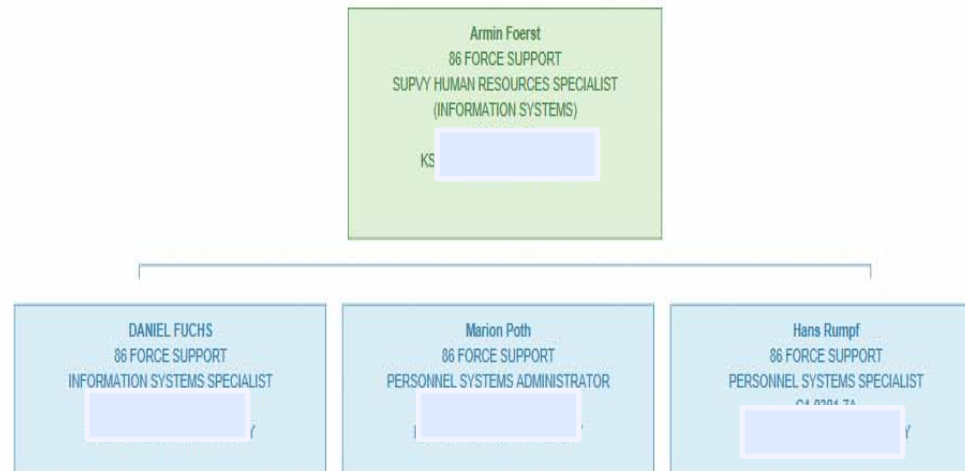 Armin Foerst
86 FORCE SUPPORT
SUPVY HUMAN RESOURCES SPECIALIST
(INFORMATION SYSTEMS)
KS
DANIEL FUCHS
86 FORCE SUPPORT
INFORMATION SYSTEMS SPECIALIST
Y
Marion Poth
86 FORCE SUPPORT
PERSONNEL SYSTEMS ADMINISTRATOR
Hans Rumpf
86 FORCE SUPPORT
PERSONNEL SYSTEMS SPECIALIST
Y